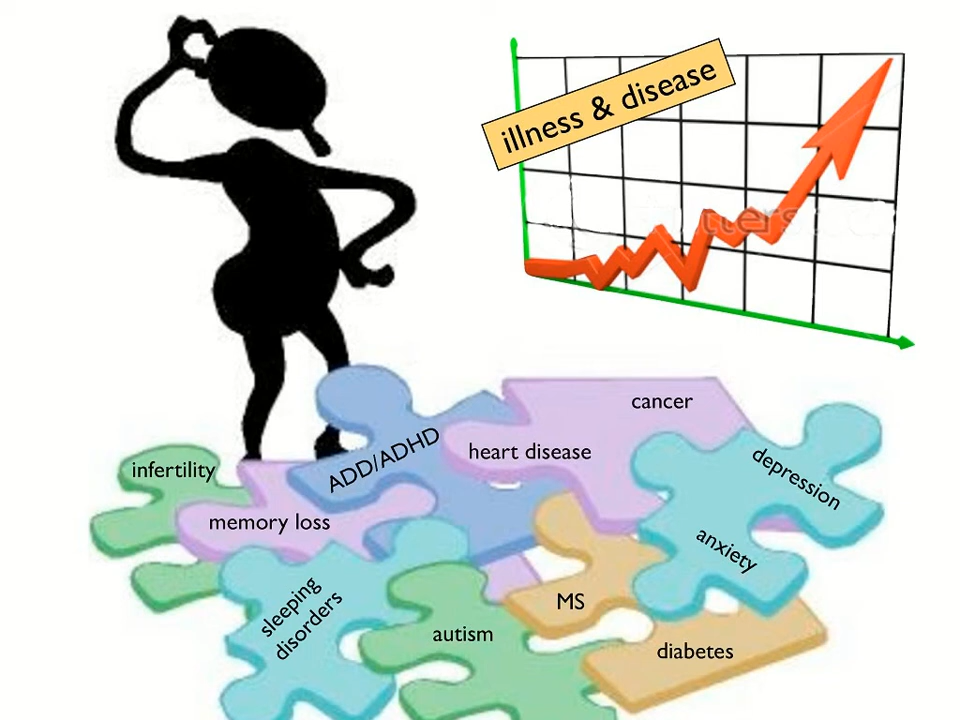 illness & disease
cancer
heart disease
ADD/ADHD
depression
infertility
memory loss
anxiety
sleeping
disorders
MS
autism
diabetes